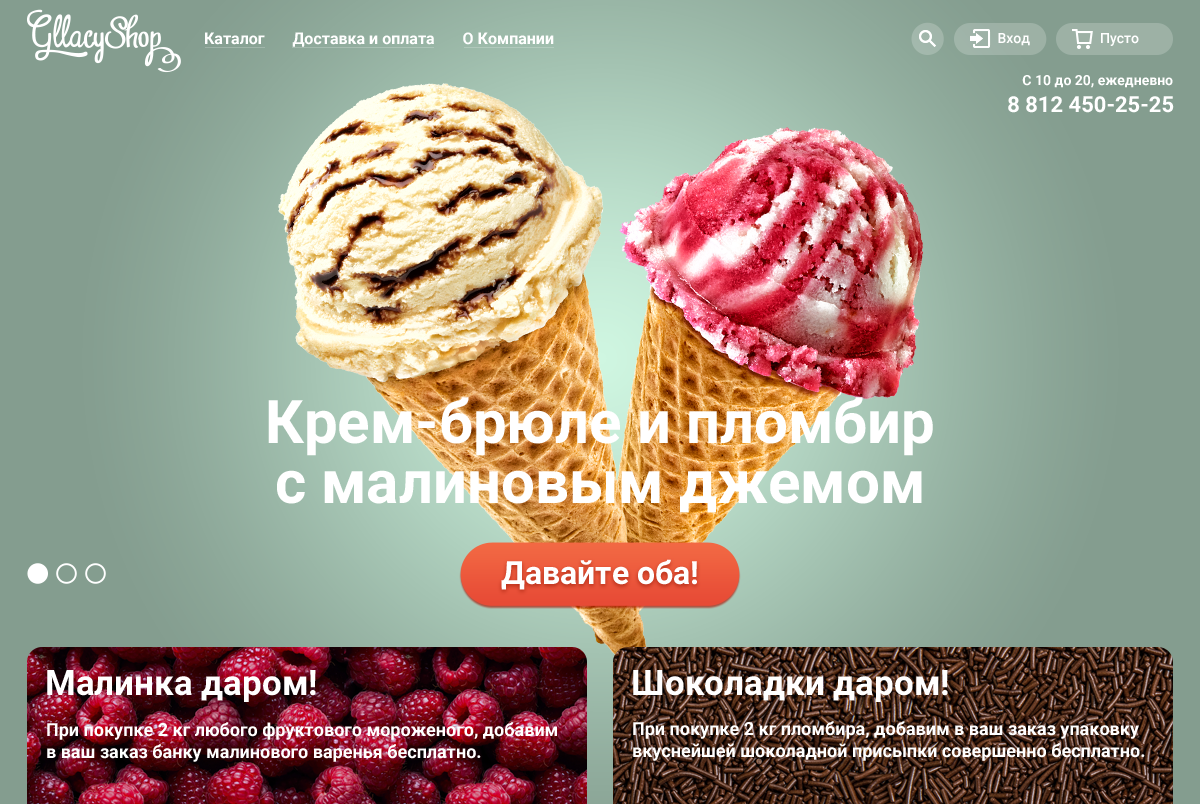 Gllacy Shop
Каталог
Доставка и оплата
О Компании
Вход
Пусто
С 10 до 20, ежедневно
8 812 450-25-25
Крем-брюле и пломбир
с малиновым джемом
Давайте оба!
Малинка даром!
При покупке 2 кг любого фруктового мороженого, добавим
в ваш заказ банку малинового варенья бесплатно.
Шоколадки даром!
При покупке 2 кг пломбира, добавим в ваш заказ упаковку
вкуснейшей шоколадной присыпки совершенно бесплатно.